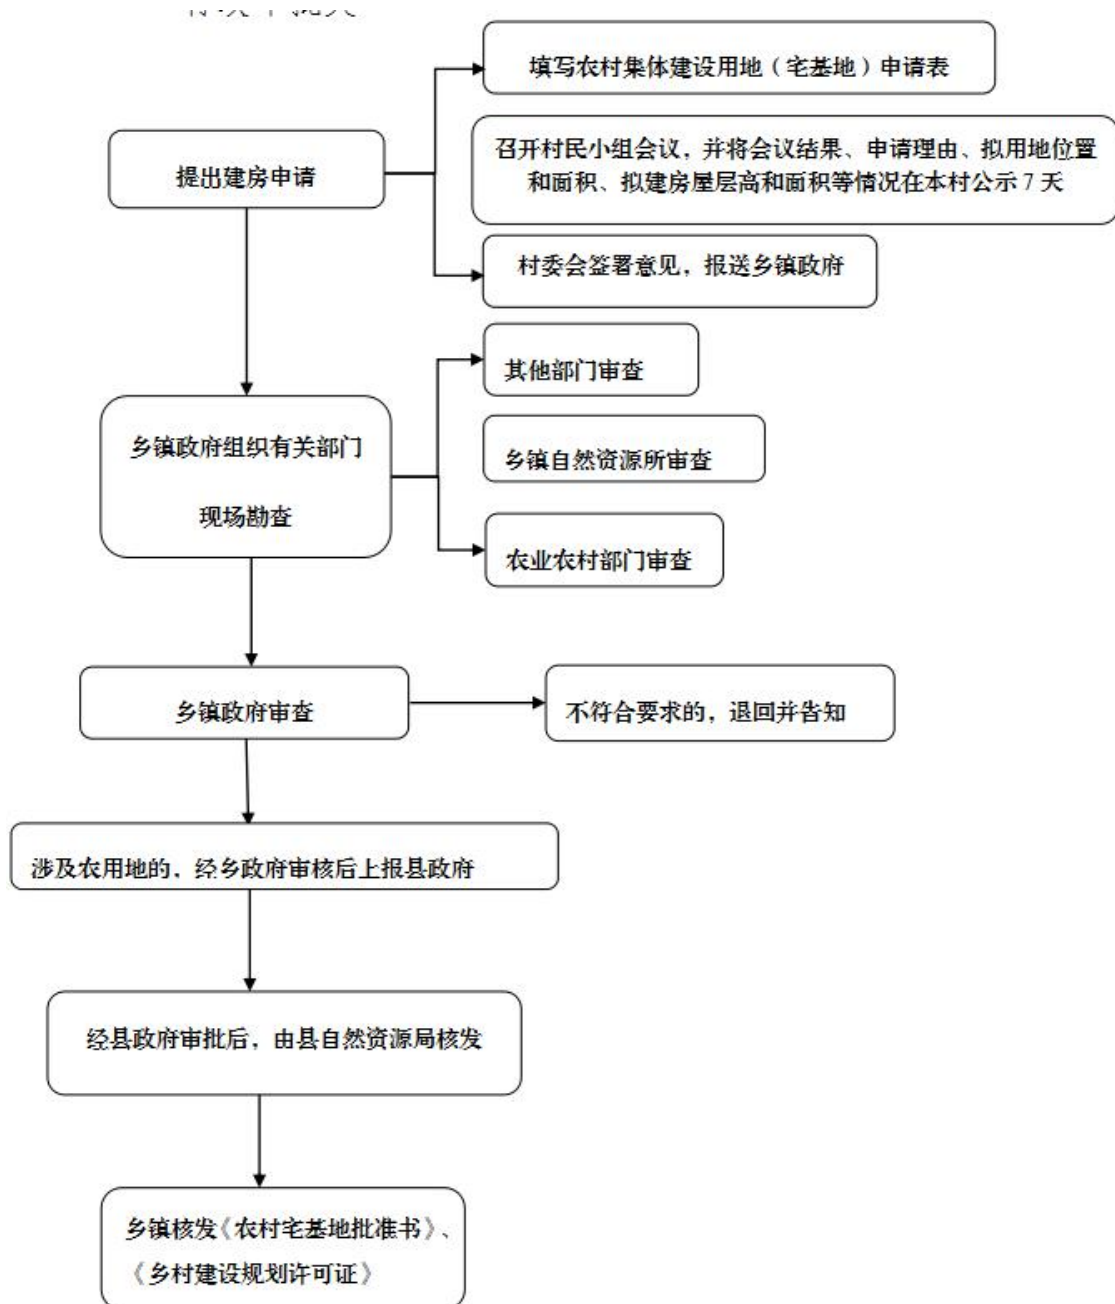 填写农村集体建设用地（宅基地）申请表
提出建房申请
召开村民小组会议，并将会议结果、申请理由、拟用地位置
和面积、拟建房屋层高和面积等情况在本村公示 7 天
村委会签署意见，报送乡镇政府
其他部门审查
乡镇政府组织有关部门
现场勘查
乡镇自然资源所审查
农业农村部门审查
乡镇政府审查
不符合要求的，退回并告知
涉及农用地的，经乡政府审核后上报县政府
经县政府审批后，由县自然资源局核发
乡镇核发《农村宅基地批准书》、
《乡村建设规划许可证》